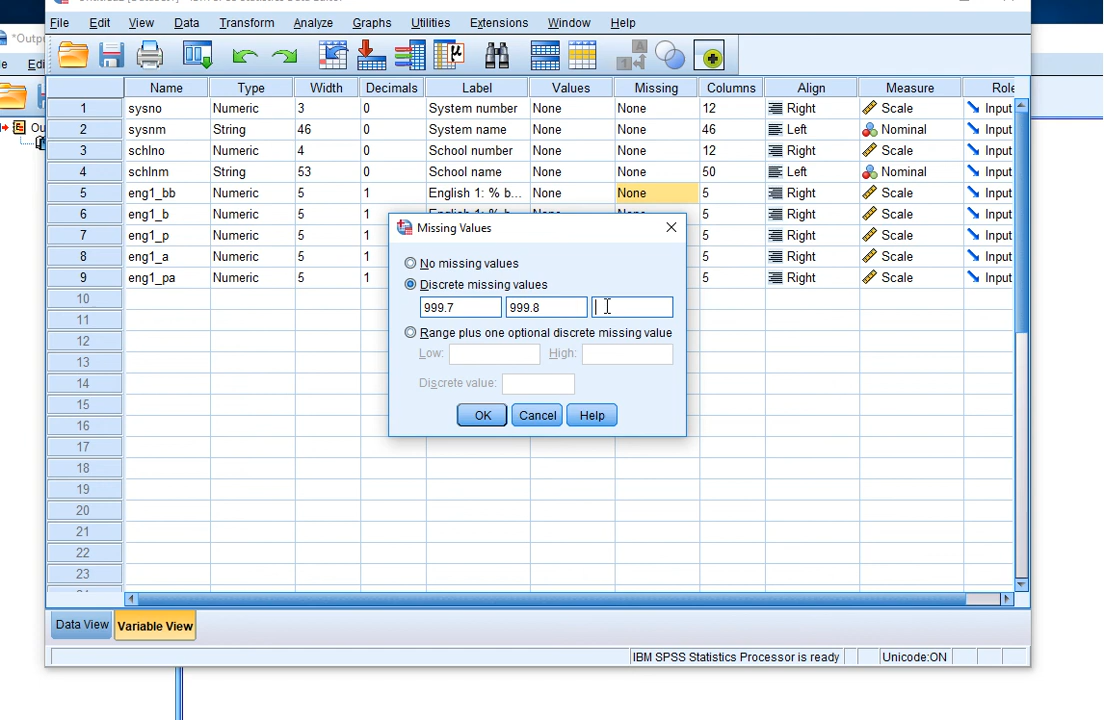 *Outp
File Edit View Data Transform Analyze Graphs Utilities Extensions Window Help
le Edi
Name Type Width Decimals Label Values Missing Columns Align Measure Role
1 sysno Numeric 3 0 System number None None 12 Right Scale Input
2 sysnm String 46 0 System name None None 46 Left Nominal Input
3 schlno Numeric 4 0 School number None None 12 Right Scale Input
4 schlnm String 53 0 School name None None 50 Left Nominal Input
5 eng1_bb Numeric 5 1 English 1: % b... None None 5 Right Scale Input
6 eng1_b Numeric 5 1 5 Right Scale Input
7 eng1_p Numeric 5 1 5 Right Scale Input
8 eng1_a Numeric 5 1 5 Right Scale Input
9 eng1_pa Numeric 5 1 5 Right Scale Input
10
11
12
13
14
15
16
17
18
19
20
21
22
23
Ou
Missing Values
No missing values
Discrete missing values
999.7 999.8
Range plus one optional discrete missing value
Low: High:
Discrete value:
OK Cancel Help
Data View Variable View
IBM SPSS Statistics Processor is ready Unicode:ON